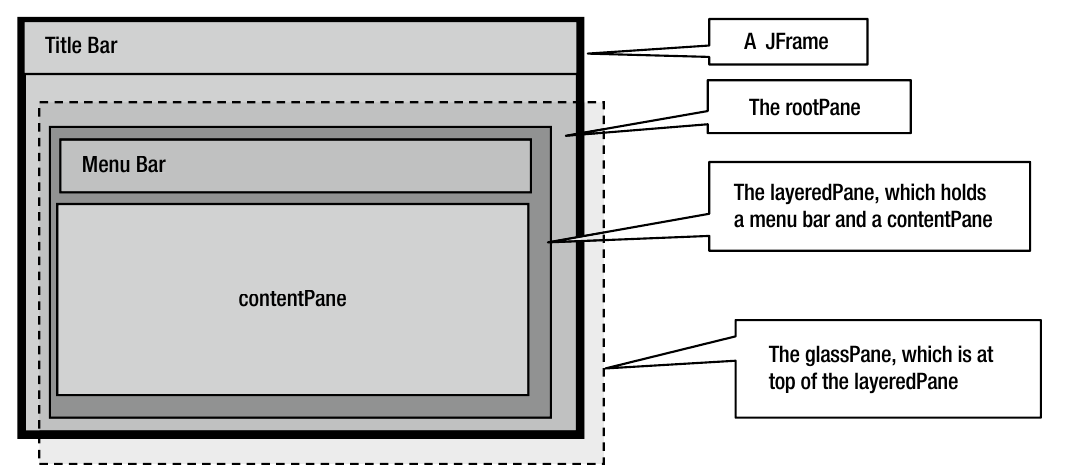 Title Bar
A JFrame
The rootPane
Menu Bar
The layeredPane, which holds
a menu bar and a contentPane
contentPane
The glassPane, which is at
top of the layeredPane